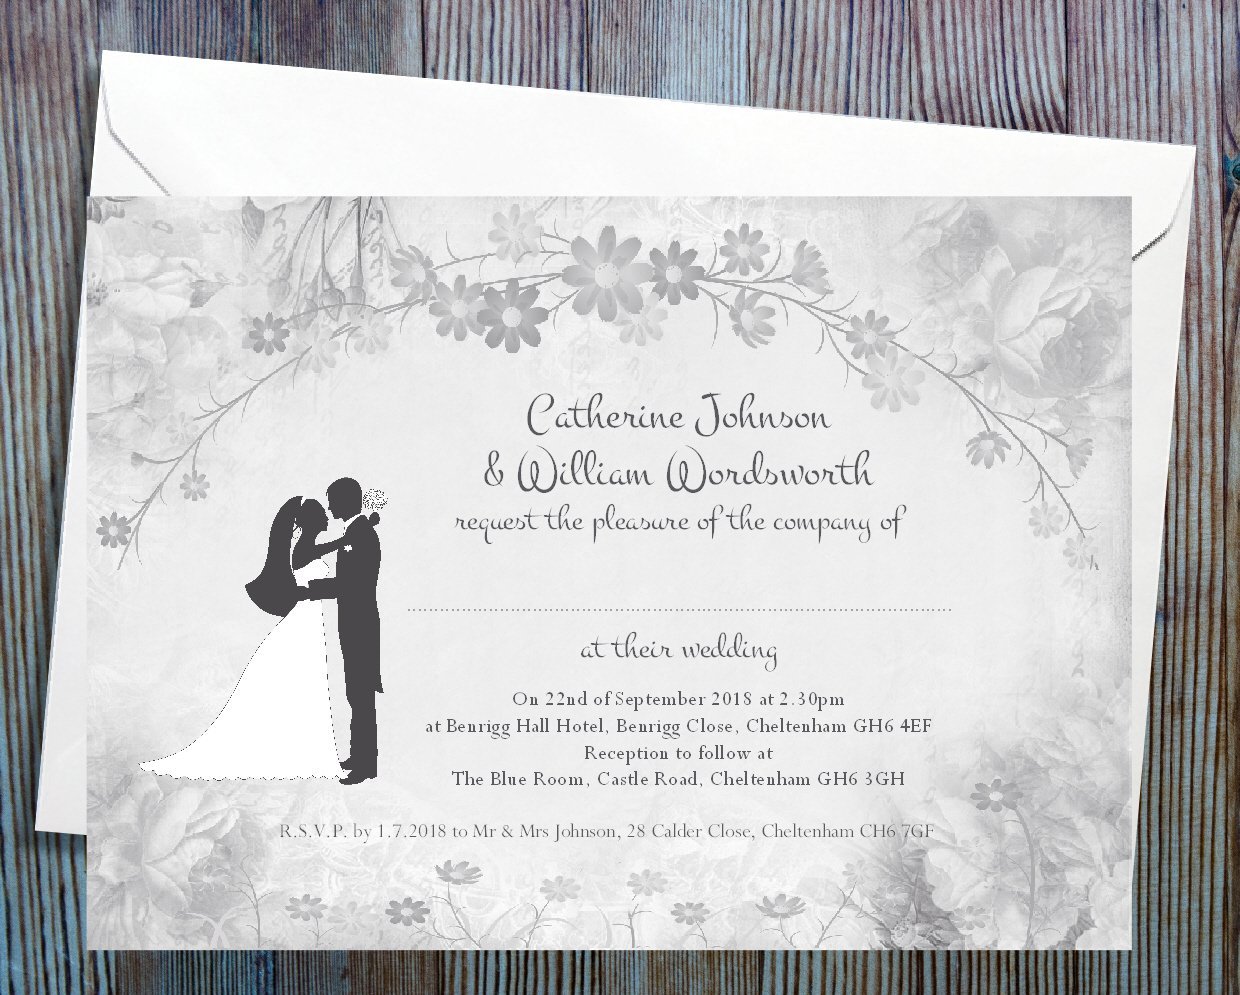 Catherine Johnson
& William Wordsworth
request the pleasure of the company of
at their wedding
On 22nd of September 2018 at 2.30pm
at Benrigg Hall Hotel, Benrigg Close, Cheltenham GH6 4EF
Reception to follow at
The Blue Room, Castle Road, Cheltenham GH6 3GH
R.S.V.P. by 1.7.2018 to Mr & Mrs Johnson, 28 Calder Close, Cheltenham CH6 7GF